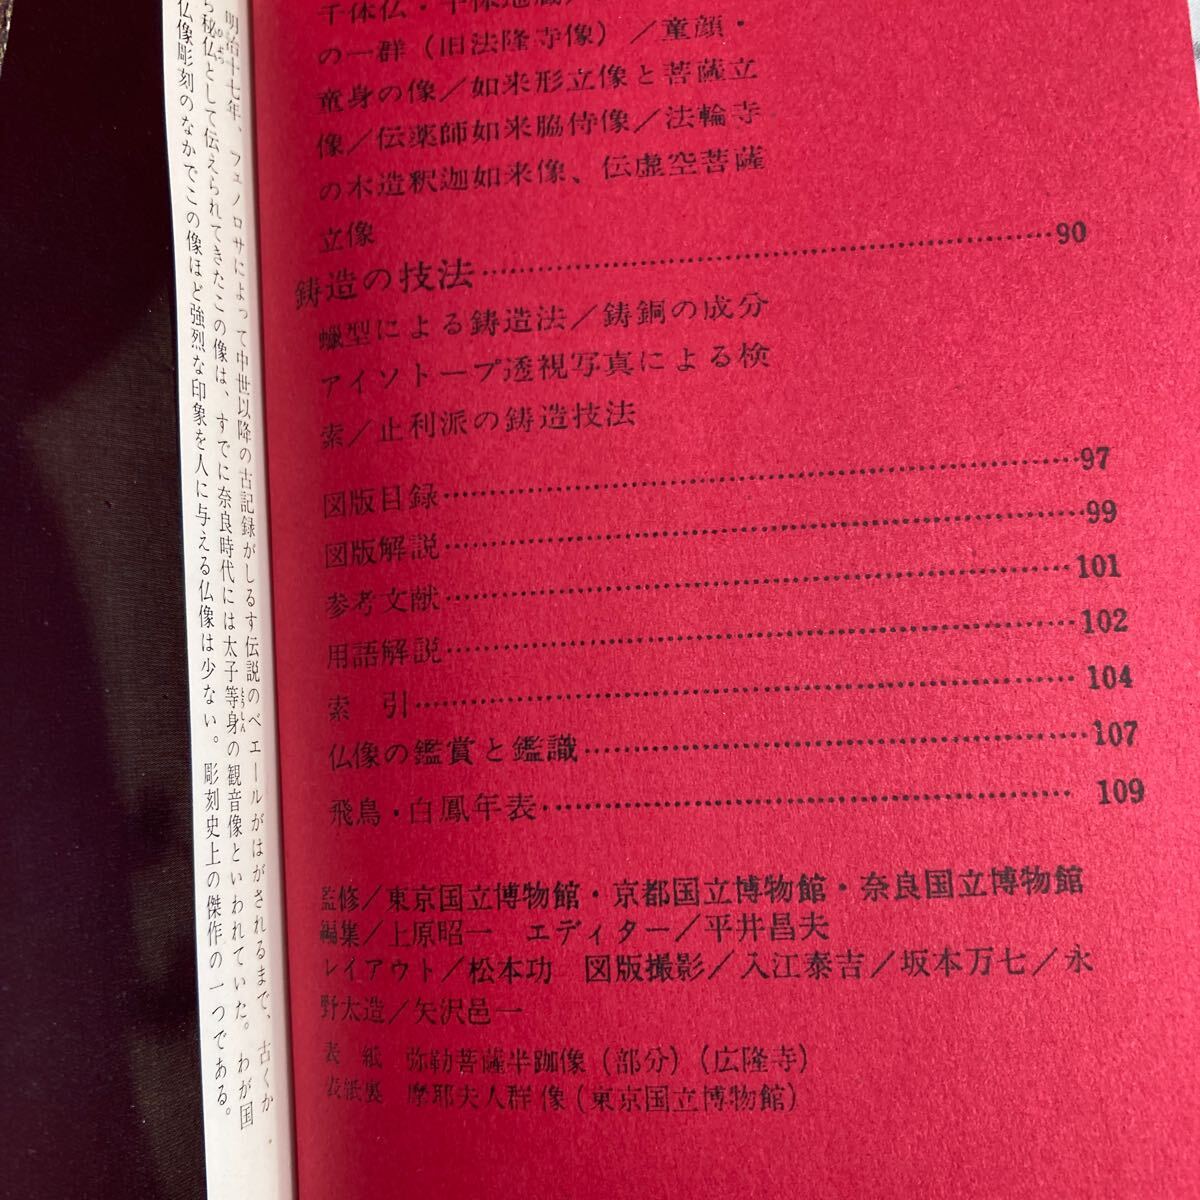 千体仏・千体地蔵
の一群（旧法隆寺像）／童顔・
童身の像／如来形立像と菩薩立
像／伝薬師如来脇侍像／法輪寺
の木造釈迦如来像、伝虚空菩薩
立像
鋳造の技法……90
蠟型による鋳造法／鋳銅の成分
アイソトープ透視写真による検
索／止利派の鋳造技法
図版目録……97
図版解説……99
参考文献……101
用語解説……102
索　引……104
仏像の鑑賞と鑑識……107
飛鳥・白鳳年表……109
監修／東京国立博物館・京都国立博物館・奈良国立博物館
編集／上原昭一　エディター／平井昌夫
レイアウト／松本功　図版撮影／入江泰吉／坂本万七／永
野太造／矢沢邑一
表　紙　弥勒菩薩半跏像（部分）（広隆寺）
表紙裏　摩耶夫人群像（東京国立博物館）
明治十七年、フェノロサによって中世以降の古記録がしるす伝説のベールがはがされるまで、古くか
ら秘仏として伝えられてきたこの像は、すでに奈良時代には太子等身の観音像といわれていた。わが国
仏像彫刻のなかでこの像ほど強烈な印象を人に与える仏像は少ない。彫刻史上の傑作の一つである。